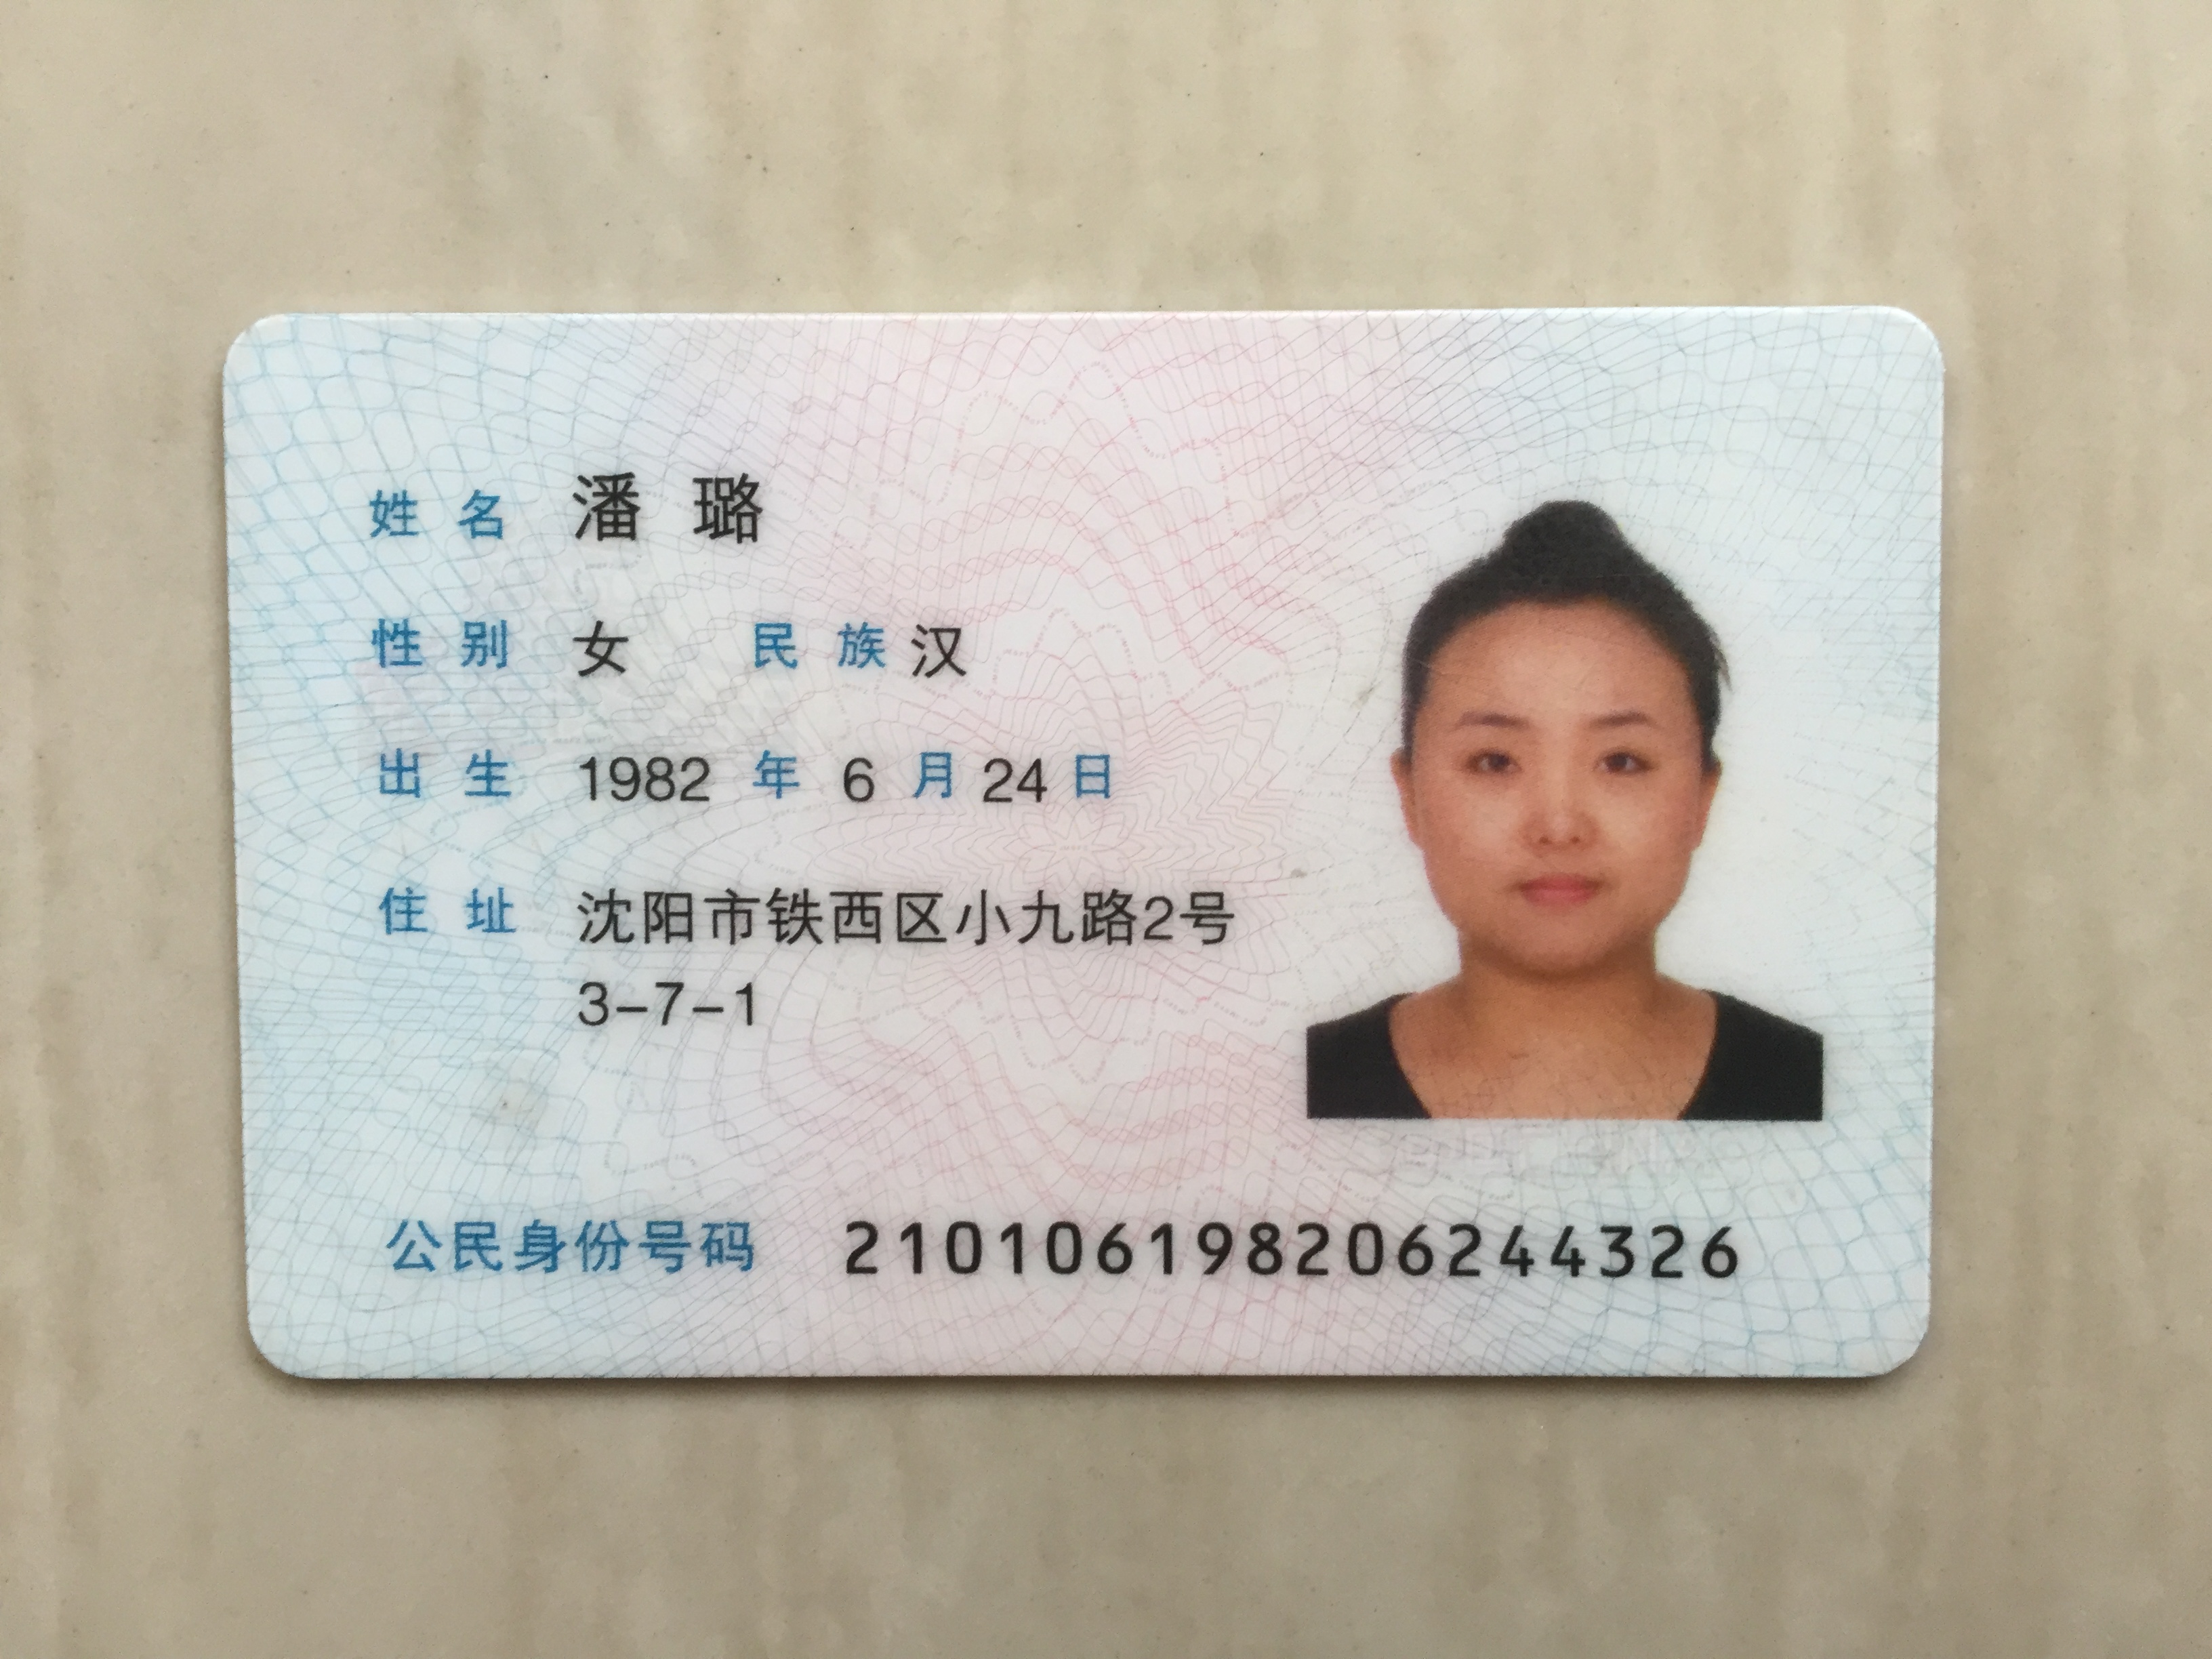 姓名 潘璐
性别 女 民族 汉
出生 1982 年 6 月 24 日
住址 沈阳市铁西区小九路2号
3-7-1
公民身份号码 210106198206244326